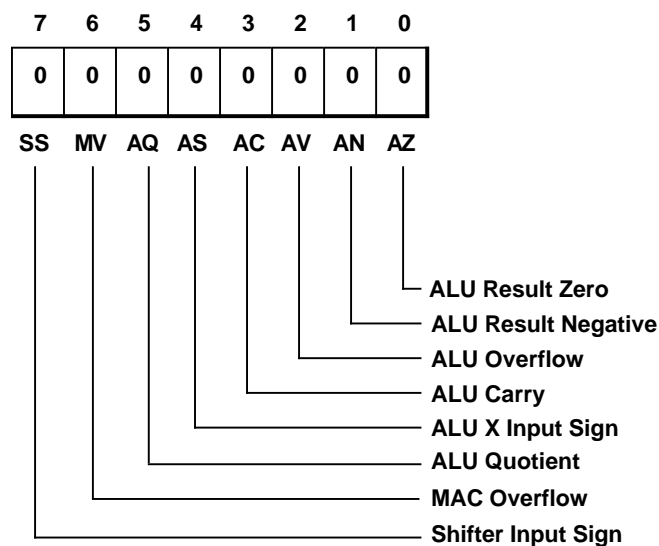 7 6 5 4 3 2 1 0
0 0 0 0 0 0 0 0
SS MV AQ AS AC AV AN AZ
ALU Result Zero
ALU Result Negative
ALU Overflow
ALU Carry
ALU X Input Sign
ALU Quotient
MAC Overflow
Shifter Input Sign